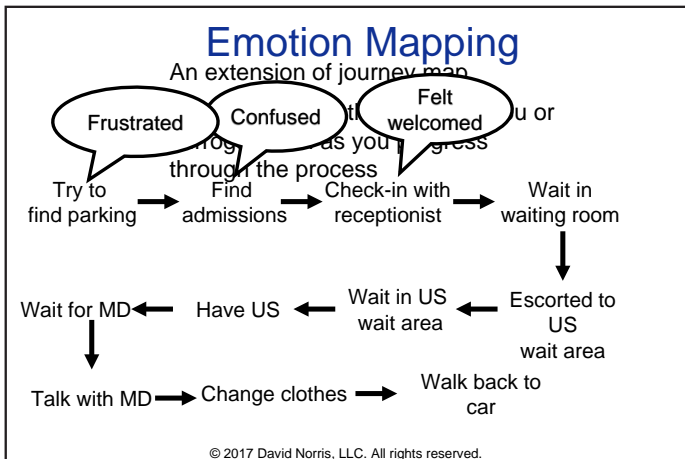 Emotion Mapping
An extension of journey map
u or
as you
through the process
Frustrated
Confused
Felt
welcomed
Try to
find parking
Find
admissions
Check-in with
receptionist
Wait in
waiting room
Wait for MD
Have US
Wait in US
wait area
Escorted to
US
wait area
Talk with MD
Change clothes
Walk back to
car
© 2017 David Norris, LLC. All rights reserved.